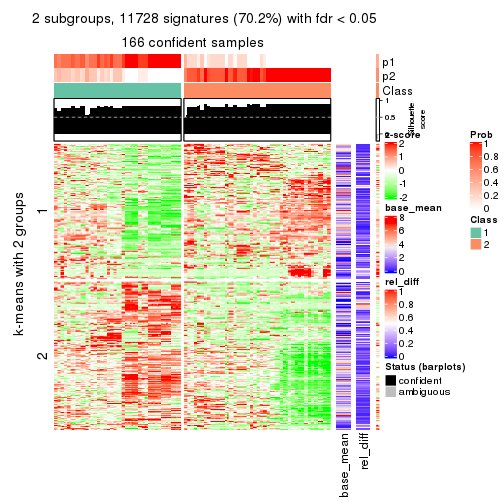 2 subgroups, 11728 signatures (70.2%) with fdr < 0.05
166 confident samples
p1
p2
Class
1
0.5
0
Silhouette
score
k-means with 2 groups
1
2
base_mean
rel_diff
z-score
2
1
0
-1
-2
base_mean
8
6
4
2
0
rel_diff
1
0.8
0.6
0.4
0.2
0
Status (barplots)
confident
ambiguous
Prob
1
0.8
0.6
0.4
0.2
0
Class
1
2